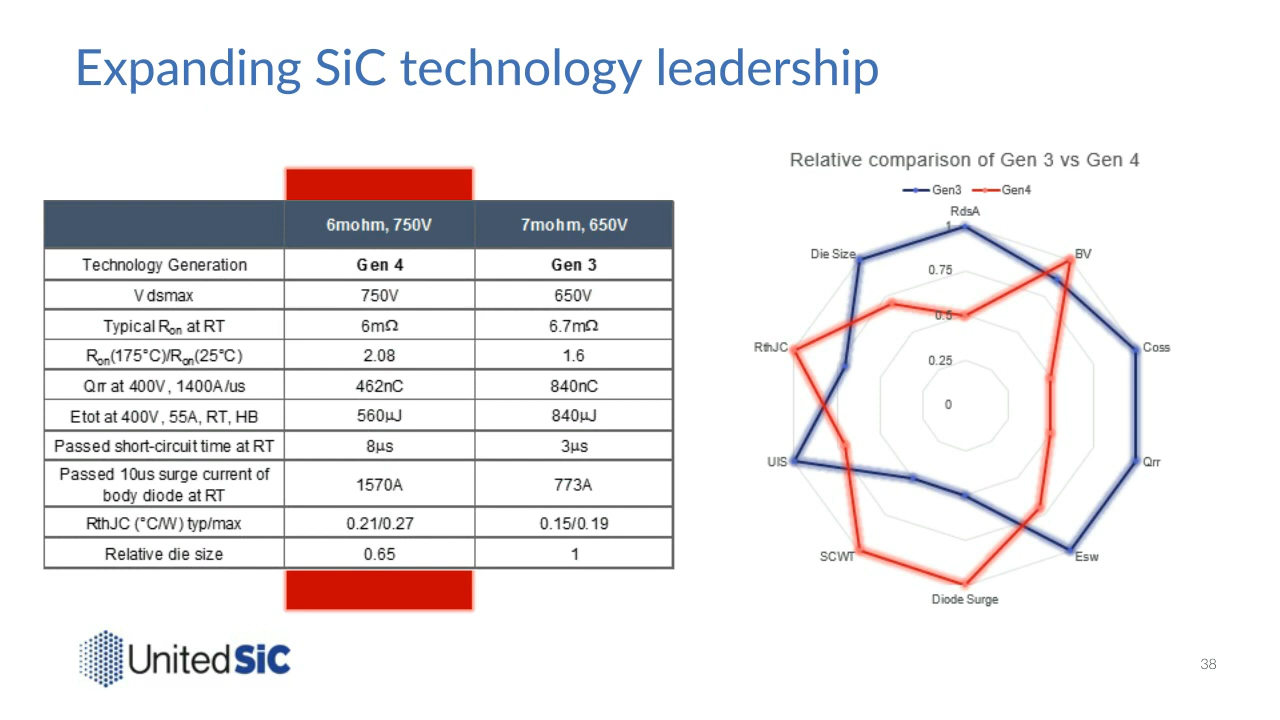 Expanding SiC technology leadership
6mohm, 750V 7mohm, 650V
Technology Generation Gen 4 Gen 3
Vdsmax 750V 650V
Typical Ron at RT 6mΩ 6.7mΩ
Ron(175°C)/Ron(25°C) 2.08 1.6
Qrr at 400V, 1400A/us 462nC 840nC
Etot at 400V, 55A, RT, HB 560µJ 840µJ
Passed short-circuit time at RT 8µs 3µs
Passed 10us surge current of
body diode at RT 1570A 773A
RthJC (°C/W) typ/max 0.21/0.27 0.15/0.19
Relative die size 0.65 1
Relative comparison of Gen 3 vs Gen 4
Gen3 Gen4
RdsA
BV
Coss
Qrr
Esw
Diode Surge
SCWT
UIS
RthJC
Die Size
1
0.75
0.5
0.25
0
United SiC
38